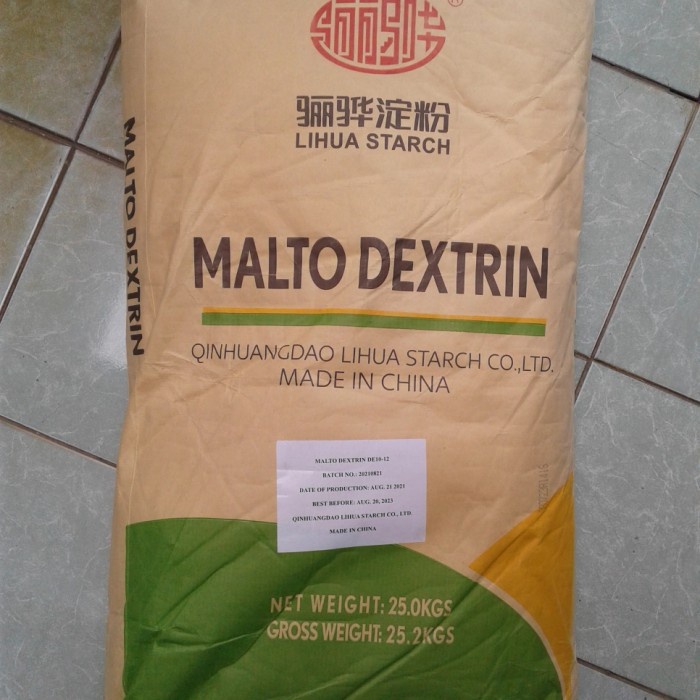 骊骅
®
骊骅淀粉
LIHUA STARCH
MALTO DEXTRIN
MALTO DEXTRIN
QINHUANGDAO LIHUA STARCH CO.,LTD.
MADE IN CHINA
MALTO DEXTRIN DE10-12
BATCH NO.: 20210821
DATE OF PRODUCTION: AUG. 21 2021
BEST BEFORE: AUG. 20, 2023
QINHUANGDAO LIHUA STARCH CO., LTD.
MADE IN CHINA
NET WEIGHT: 25.0KGS
GROSS WEIGHT: 25.2KGS